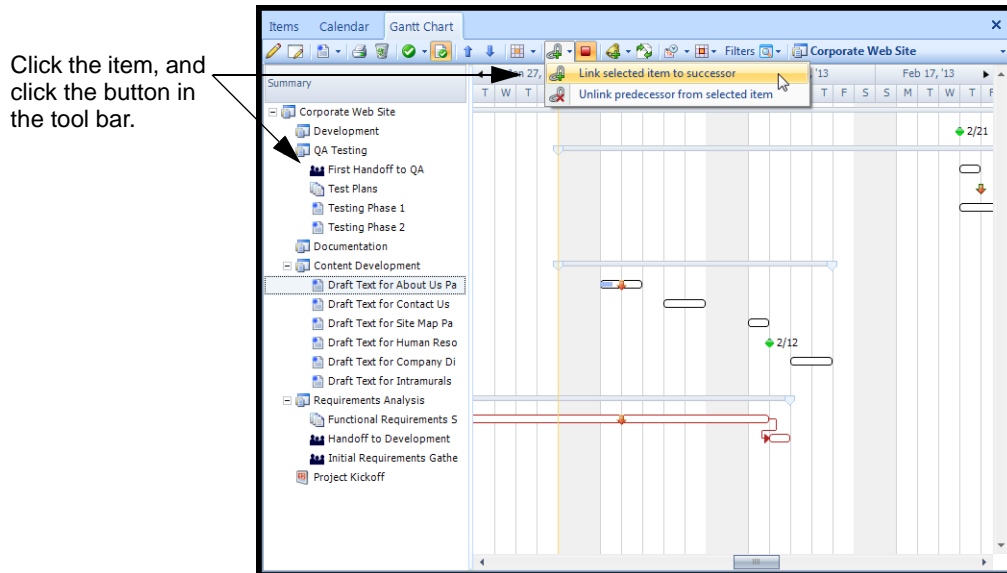 Items Calendar Gantt Chart
Filters Corporate Web Site
Click the item, and
click the button in
the tool bar.
Summary
27, '13 Feb 17, '13
Link selected item to successor
Unlink predecessor from selected item
T W T T F S S M T W T F
Corporate Web Site
Development
2/21
QA Testing
First Handoff to QA
Test Plans
Testing Phase 1
Testing Phase 2
Documentation
Content Development
Draft Text for About Us Pa
Draft Text for Contact Us
Draft Text for Site Map Pa
Draft Text for Human Reso
2/12
Draft Text for Company Di
Draft Text for Intramurals
Requirements Analysis
Functional Requirements S
Handoff to Development
Initial Requirements Gathe
Project Kickoff